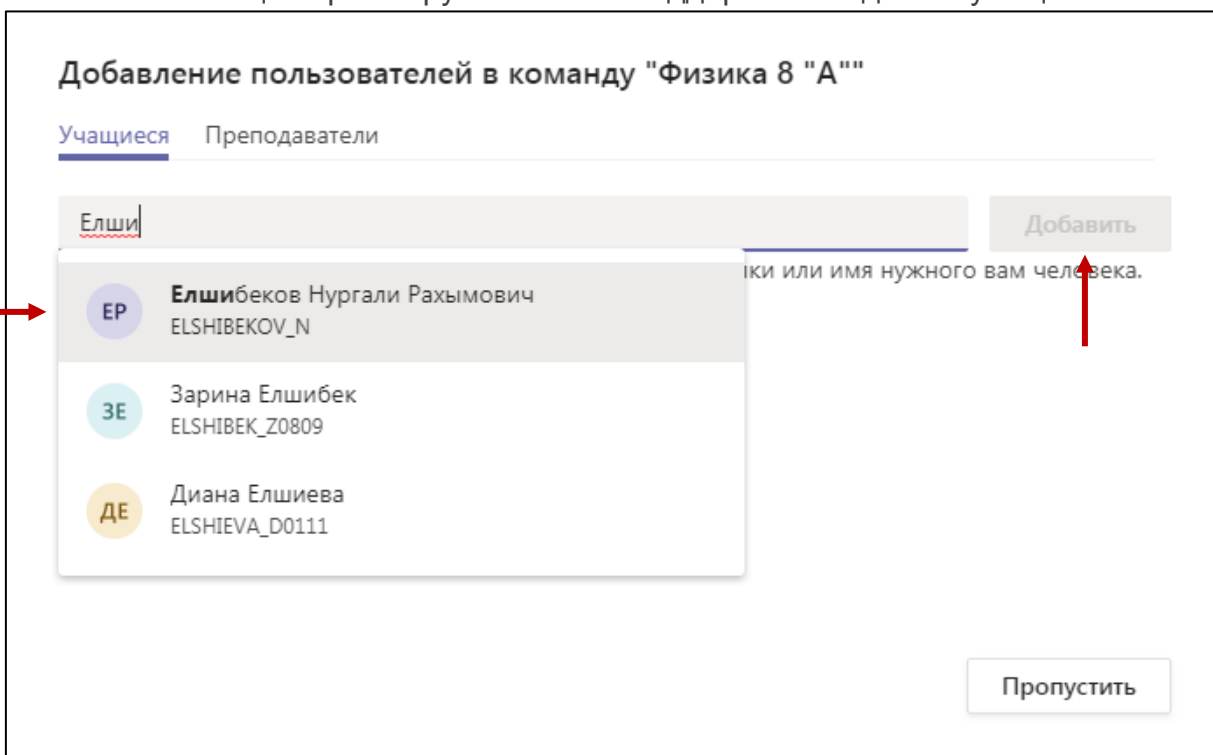 Добавление пользователей в команду "Физика 8 "А""
Учащиеся Преподаватели
Елши
Добавить
или имя нужного вам человека.
ЕР
Елшибеков Нургали Рахымович
ELSHIBEKOV_N
ЗЕ
Зарина Елшибек
ELSHIBEK_Z0809
ДЕ
Диана Елшиева
ELSHIEVA_D0111
Пропустить